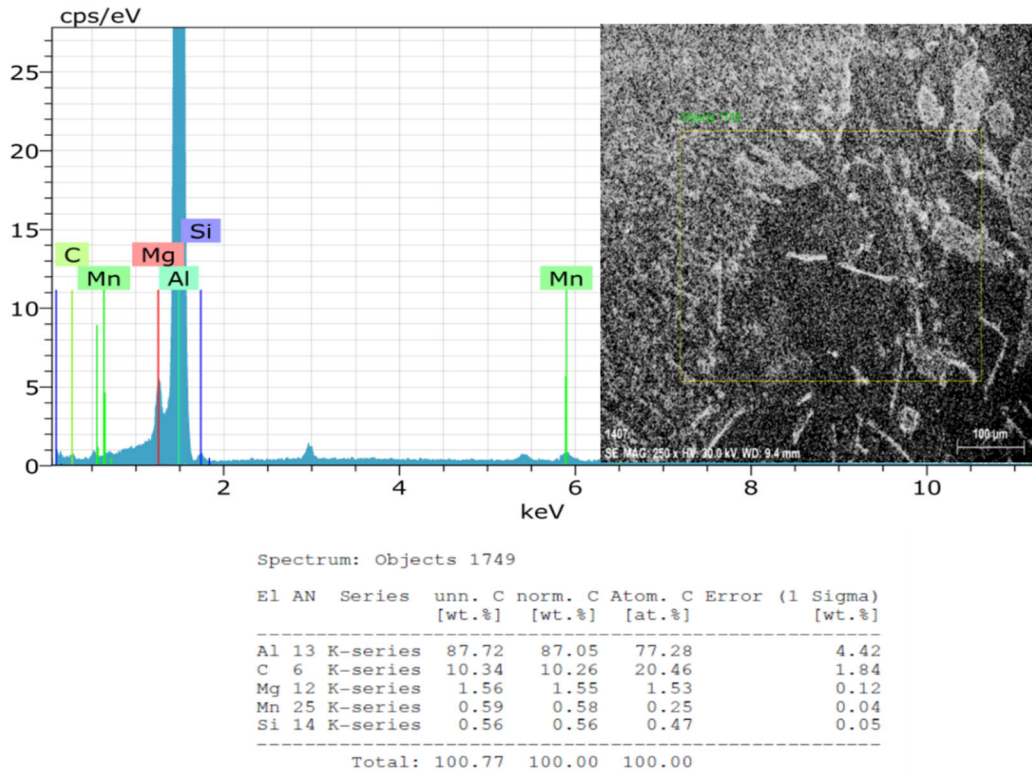 cps/eV
25
20
15
10
5
0
C
Mn
Mg
Al
Si
Mn
2
4
6
8
10
keV
100 µm
SE MAG: 250 x HV: 30.0 kV WD: 9.4 mm
Spectrum: Objects 1749
El AN Series unn. C norm. C Atom. C Error (1 Sigma)
[wt.%] [wt.%] [at.%] [wt.%]
Al 13 K-series 87.72 87.05 77.28 4.42
C 6 K-series 10.34 10.26 20.46 1.84
Mg 12 K-series 1.56 1.55 1.53 0.12
Mn 25 K-series 0.59 0.58 0.25 0.04
Si 14 K-series 0.56 0.56 0.47 0.05
Total: 100.77 100.00 100.00